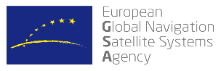 European
Global Navigation
Satellite Systems
Agency